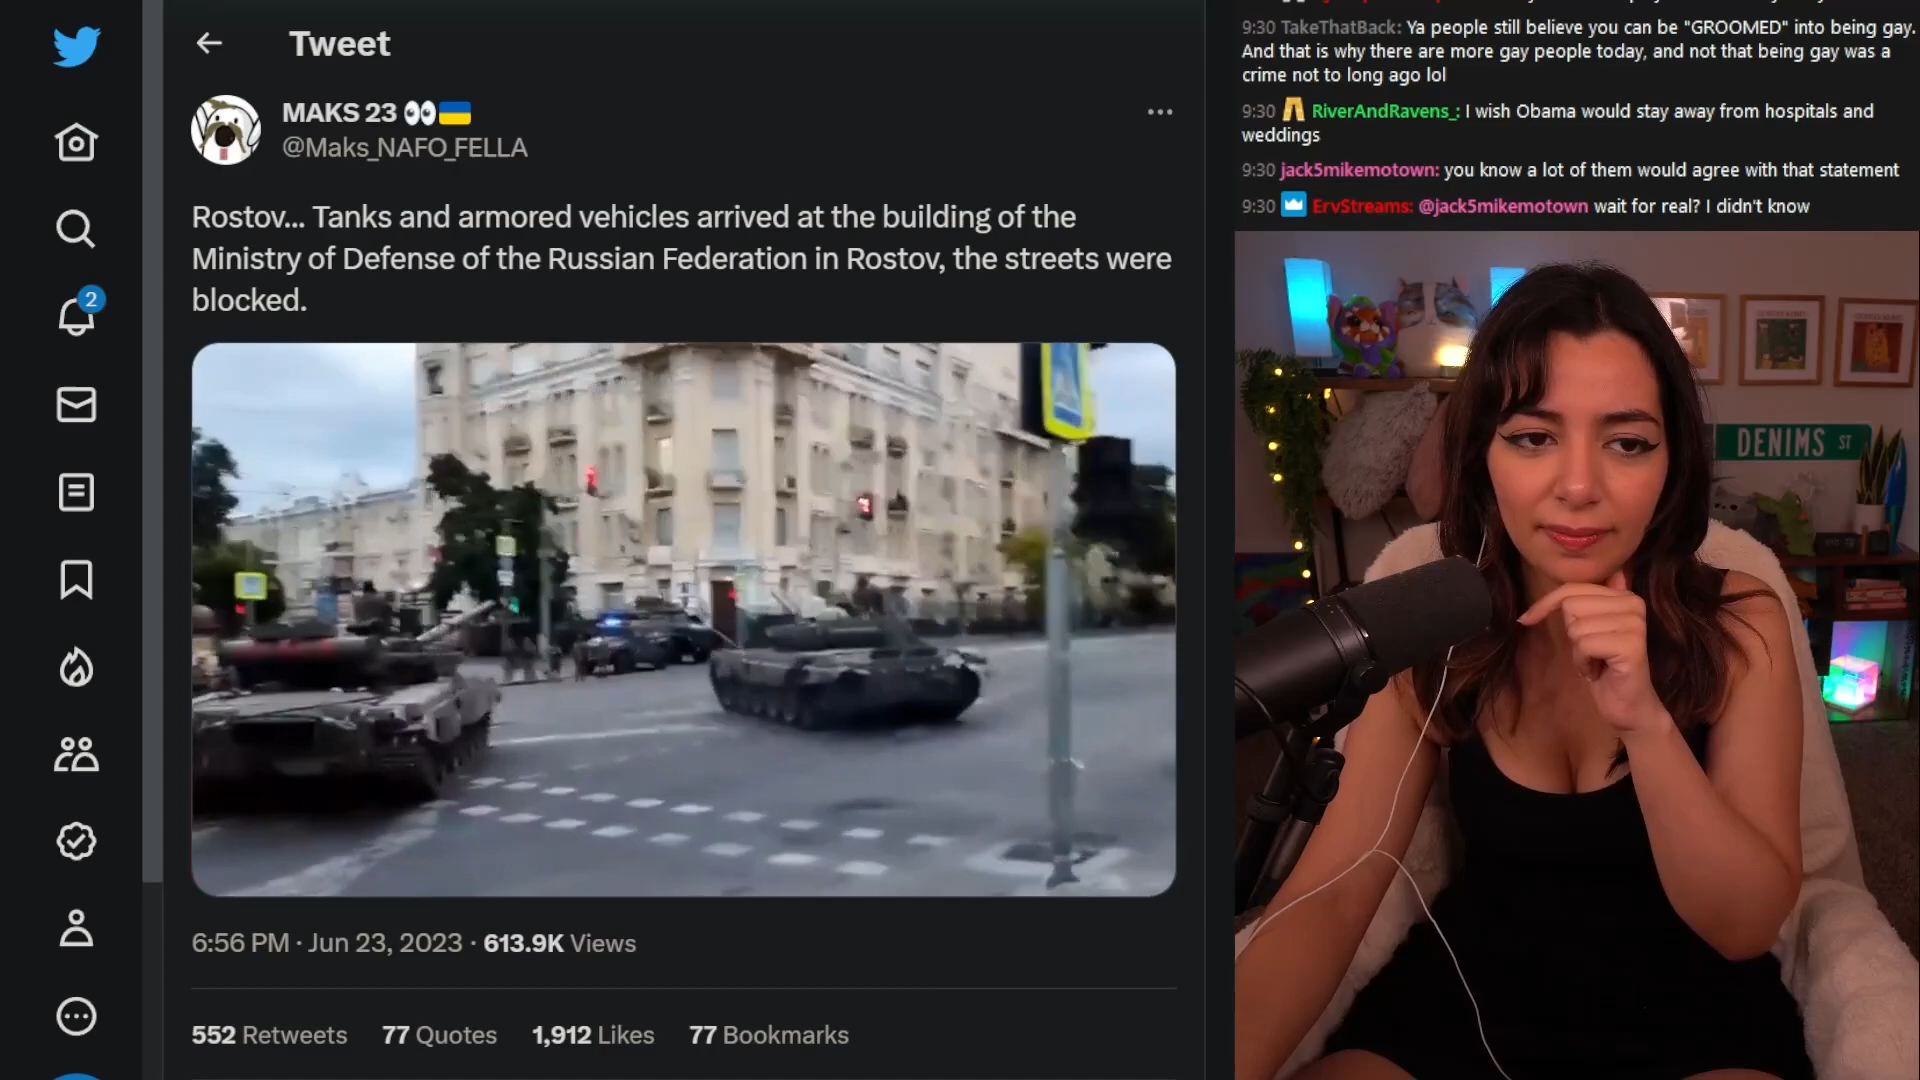 Tweet
MAKS 23 👀🇺🇦
@Maks_NAFO_FELLA
Rostov... Tanks and armored vehicles arrived at the building of the
Ministry of Defense of the Russian Federation in Rostov, the streets were
blocked.
6:56 PM · Jun 23, 2023 · 613.9K Views
552 Retweets 77 Quotes 1,912 Likes 77 Bookmarks
2
9:30 TakeThatBack: Ya people still believe you can be "GROOMED" into being gay.
And that is why there are more gay people today, and not that being gay was a
crime not to long ago lol
9:30 RiverAndRavens_: I wish Obama would stay away from hospitals and
weddings
9:30 jack5mikemotown: you know a lot of them would agree with that statement
9:30 ErvStreams: @jack5mikemotown wait for real? I didn't know
DENIMS ST